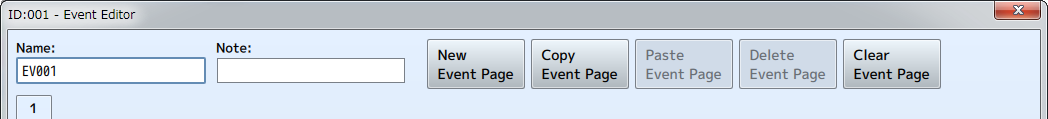 ID:001 - Event Editor
Name:
Note:
EV001
New
Event Page
Copy
Event Page
Paste
Event Page
Delete
Event Page
Clear
Event Page
1